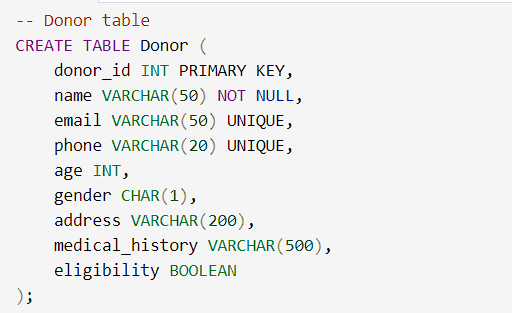 -- Donor table
CREATE TABLE Donor (
    donor_id INT PRIMARY KEY,
    name VARCHAR(50) NOT NULL,
    email VARCHAR(50) UNIQUE,
    phone VARCHAR(20) UNIQUE,
    age INT,
    gender CHAR(1),
    address VARCHAR(200),
    medical_history VARCHAR(500),
    eligibility BOOLEAN
);